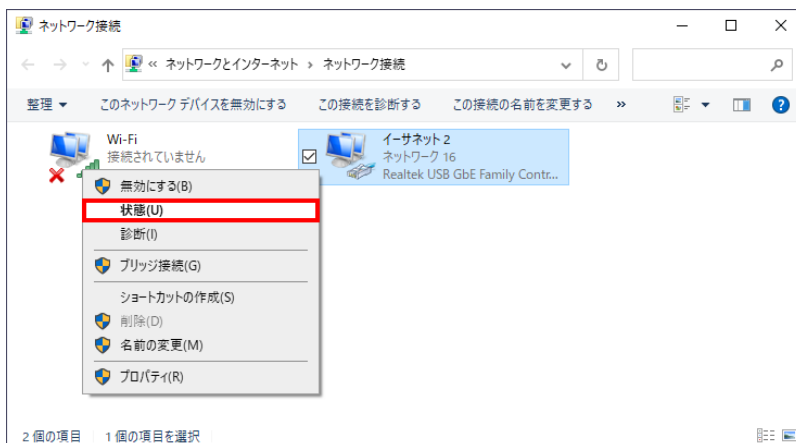 ネットワーク接続
« ネットワークとインターネット › ネットワーク接続
整理 ▼ このネットワーク デバイスを無効にする この接続を診断する この接続の名前を変更する »
Wi-Fi
接続されていません
イーサネット 2
ネットワーク 16
Realtek USB GbE Family Contr...
無効にする(B)
状態(U)
診断(I)
ブリッジ接続(G)
ショートカットの作成(S)
削除(D)
名前の変更(M)
プロパティ(R)
2 個の項目 1 個の項目を選択